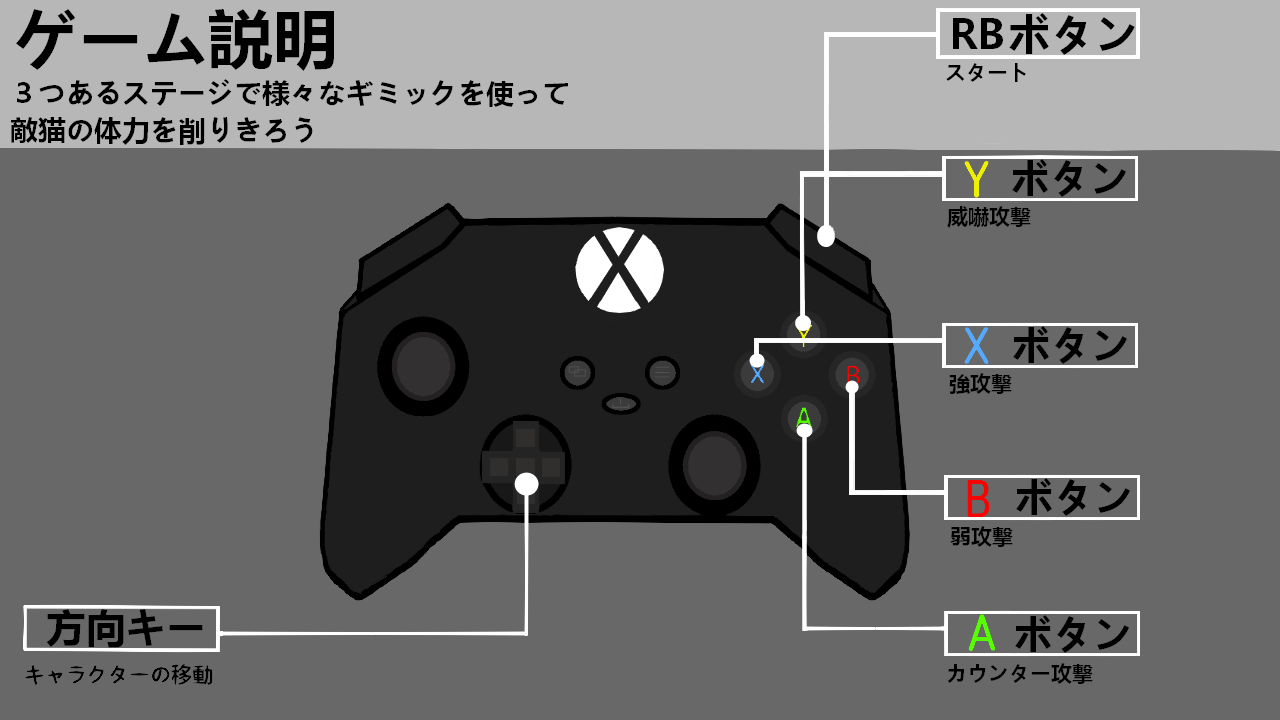 ゲーム説明
３つあるステージで様々なギミックを使って
敵猫の体力を削りきろう
RBボタン
スタート
Y ボタン
威嚇攻撃
X ボタン
強攻撃
B ボタン
弱攻撃
A ボタン
カウンター攻撃
方向キー
キャラクターの移動
Y
X
B
A